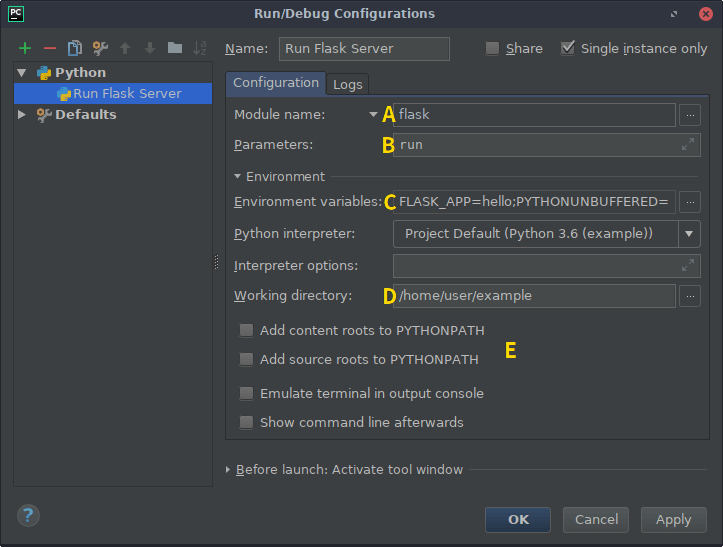 PC Run/Debug Configurations
Name: Run Flask Server Share Single instance only
Python
Run Flask Server
Defaults
Configuration Logs
Module name: A flask ...
Parameters: B run
Environment
Environment variables: C FLASK_APP=hello;PYTHONUNBUFFERED= ...
Python interpreter: Project Default (Python 3.6 (example))
Interpreter options:
Working directory: D /home/user/example ...
Add content roots to PYTHONPATH
E
Add source roots to PYTHONPATH
Emulate terminal in output console
Show command line afterwards
Before launch: Activate tool window
? OK Cancel Apply